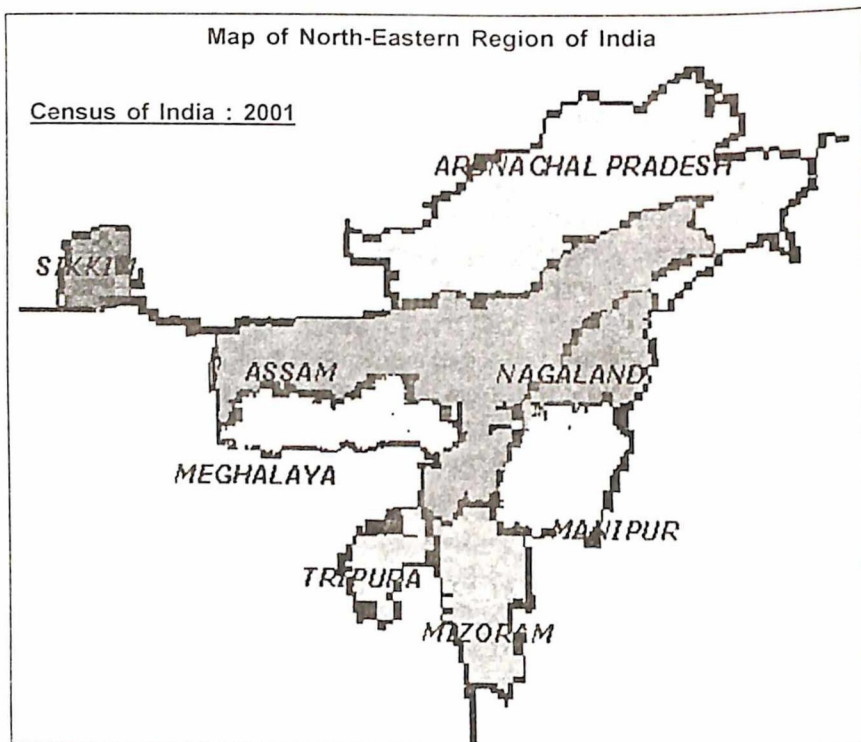 Map of North-Eastern Region of India
Census of India : 2001
ARUNACHAL PRADESH
SIKKIM
ASSAM
NAGALAND
MEGHALAYA
MANIPUR
TRIPURA
MIZORAM